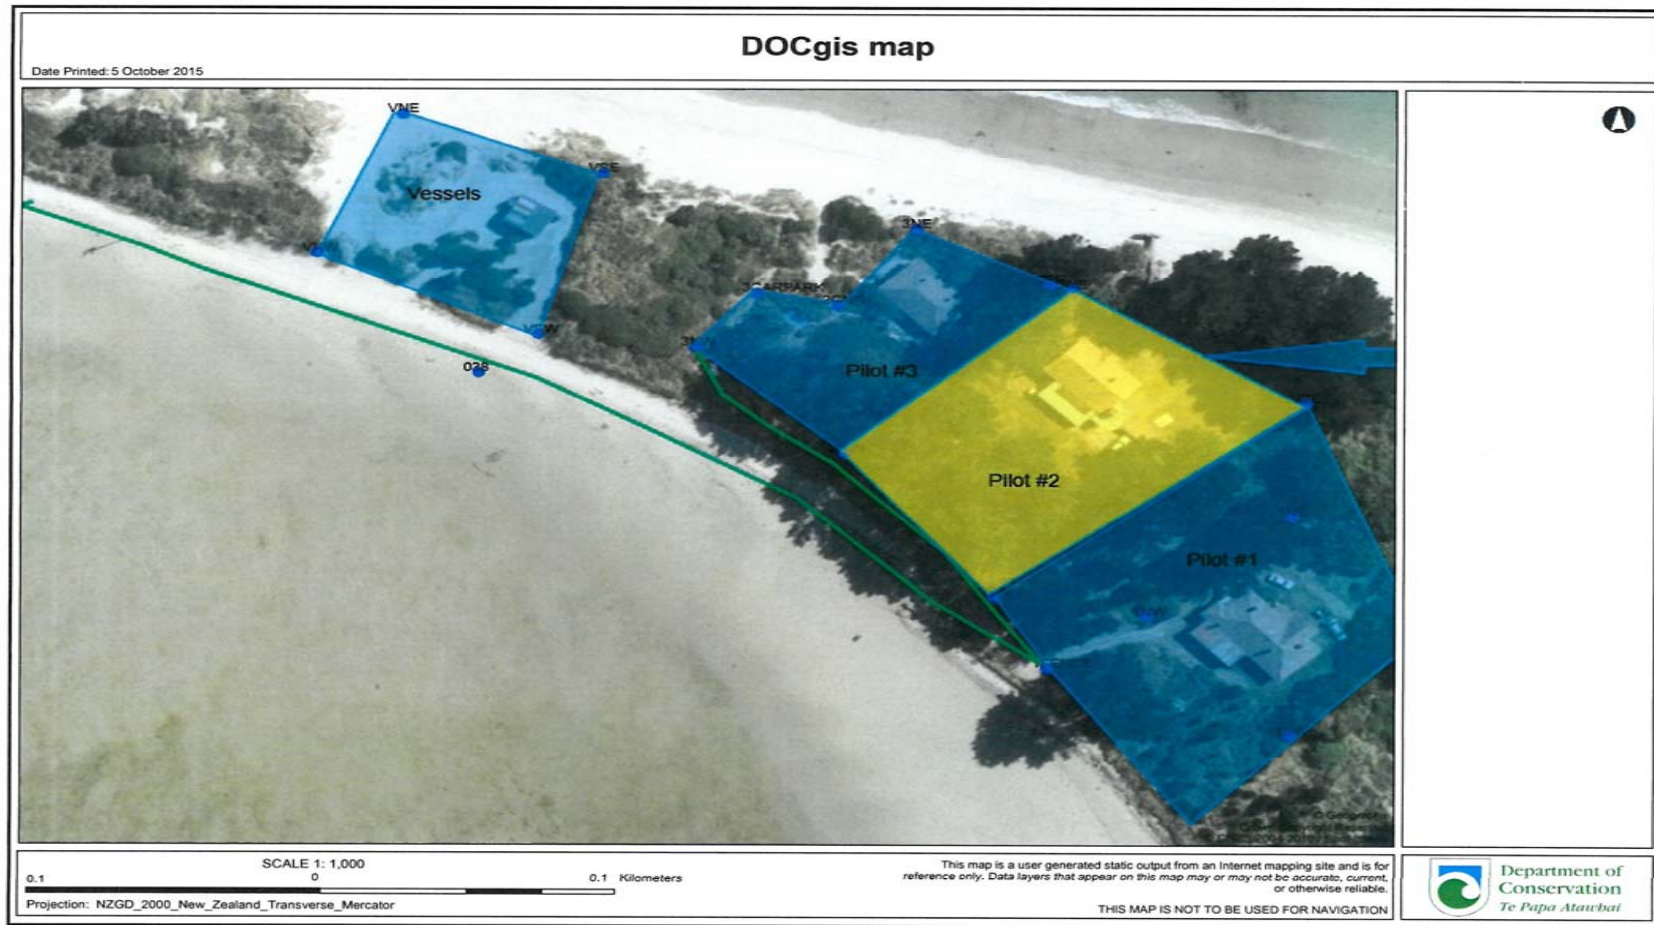 DOCgis map
Date Printed: 5 October 2015
VNE
VSE
Vessels
3NE
3CARPARK
VSW
028
Pilot #3
Pilot #2
Pilot #1
SCALE 1: 1,000
0.1 0 0.1 Kilometers
Projection: NZGD_2000_New_Zealand_Transverse_Mercator
This map is a user generated static output from an Internet mapping site and is for
reference only. Data layers that appear on this map may or may not be accurate, current,
or otherwise reliable.
THIS MAP IS NOT TO BE USED FOR NAVIGATION
Department of
Conservation
Te Papa Atawhai